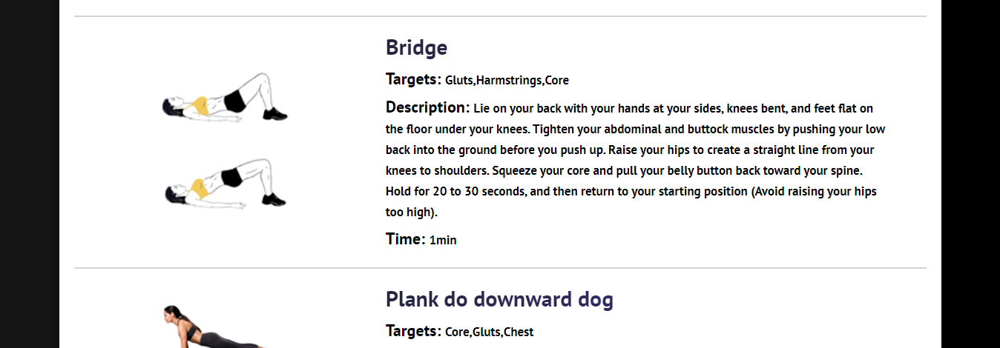 Bridge
Targets: Gluts,Harmstrings,Core
Description: Lie on your back with your hands at your sides, knees bent, and feet flat on
the floor under your knees. Tighten your abdominal and buttock muscles by pushing your low
back into the ground before you push up. Raise your hips to create a straight line from your
knees to shoulders. Squeeze your core and pull your belly button back toward your spine.
Hold for 20 to 30 seconds, and then return to your starting position (Avoid raising your hips
too high).
Time: 1min
Plank do downward dog
Targets: Core,Gluts,Chest